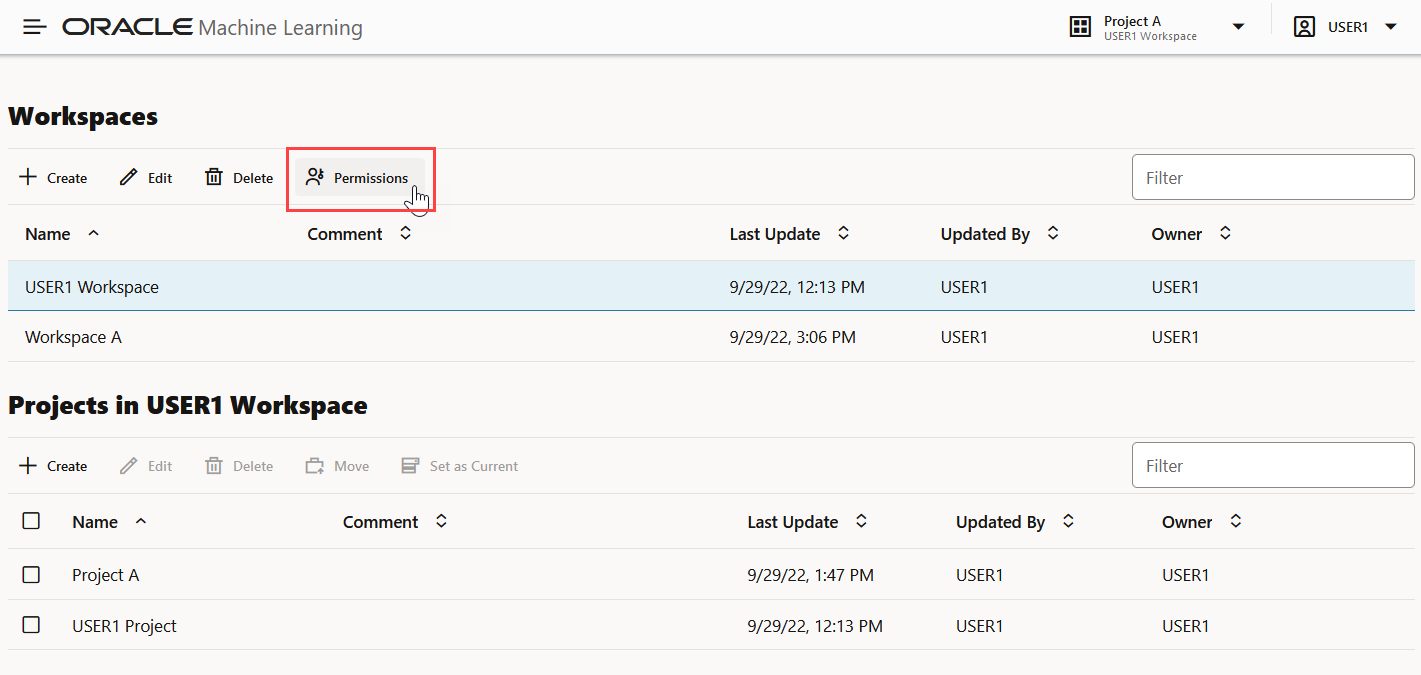 ORACLE Machine Learning Project A USER1
USER1 Workspace
Workspaces
Create Edit Delete Permissions Filter
Name Comment Last Update Updated By Owner
USER1 Workspace 9/29/22, 12:13 PM USER1 USER1
Workspace A 9/29/22, 3:06 PM USER1 USER1
Projects in USER1 Workspace
Create Edit Delete Move Set as Current Filter
Name Comment Last Update Updated By Owner
Project A 9/29/22, 1:47 PM USER1 USER1
USER1 Project 9/29/22, 12:13 PM USER1 USER1